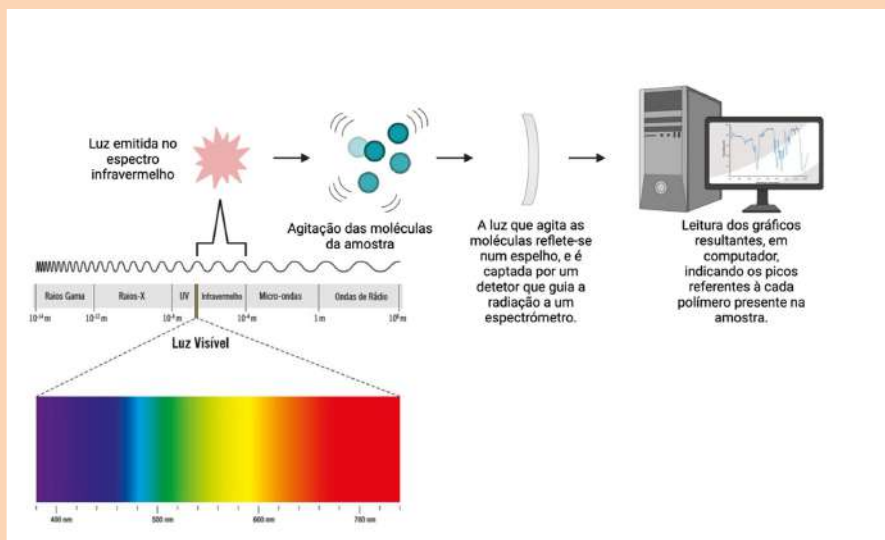 Luz emitida no
espectro
infravermelho
Agitação das moléculas
da amostra
A luz que agita as
moléculas reflete-se
num espelho, e é
captada por um
detetor que guia a
radiação a um
espectrómetro.
Leitura dos gráficos
resultantes, em
computador,
indicando os picos
referentes à cada
polímero presente na
amostra.
Raios Gama
Raios-X
UV
Infravermelho
Micro-ondas
Ondas de Rádio
1 m
Luz Visível
400 nm
500 nm
600 nm
700 nm